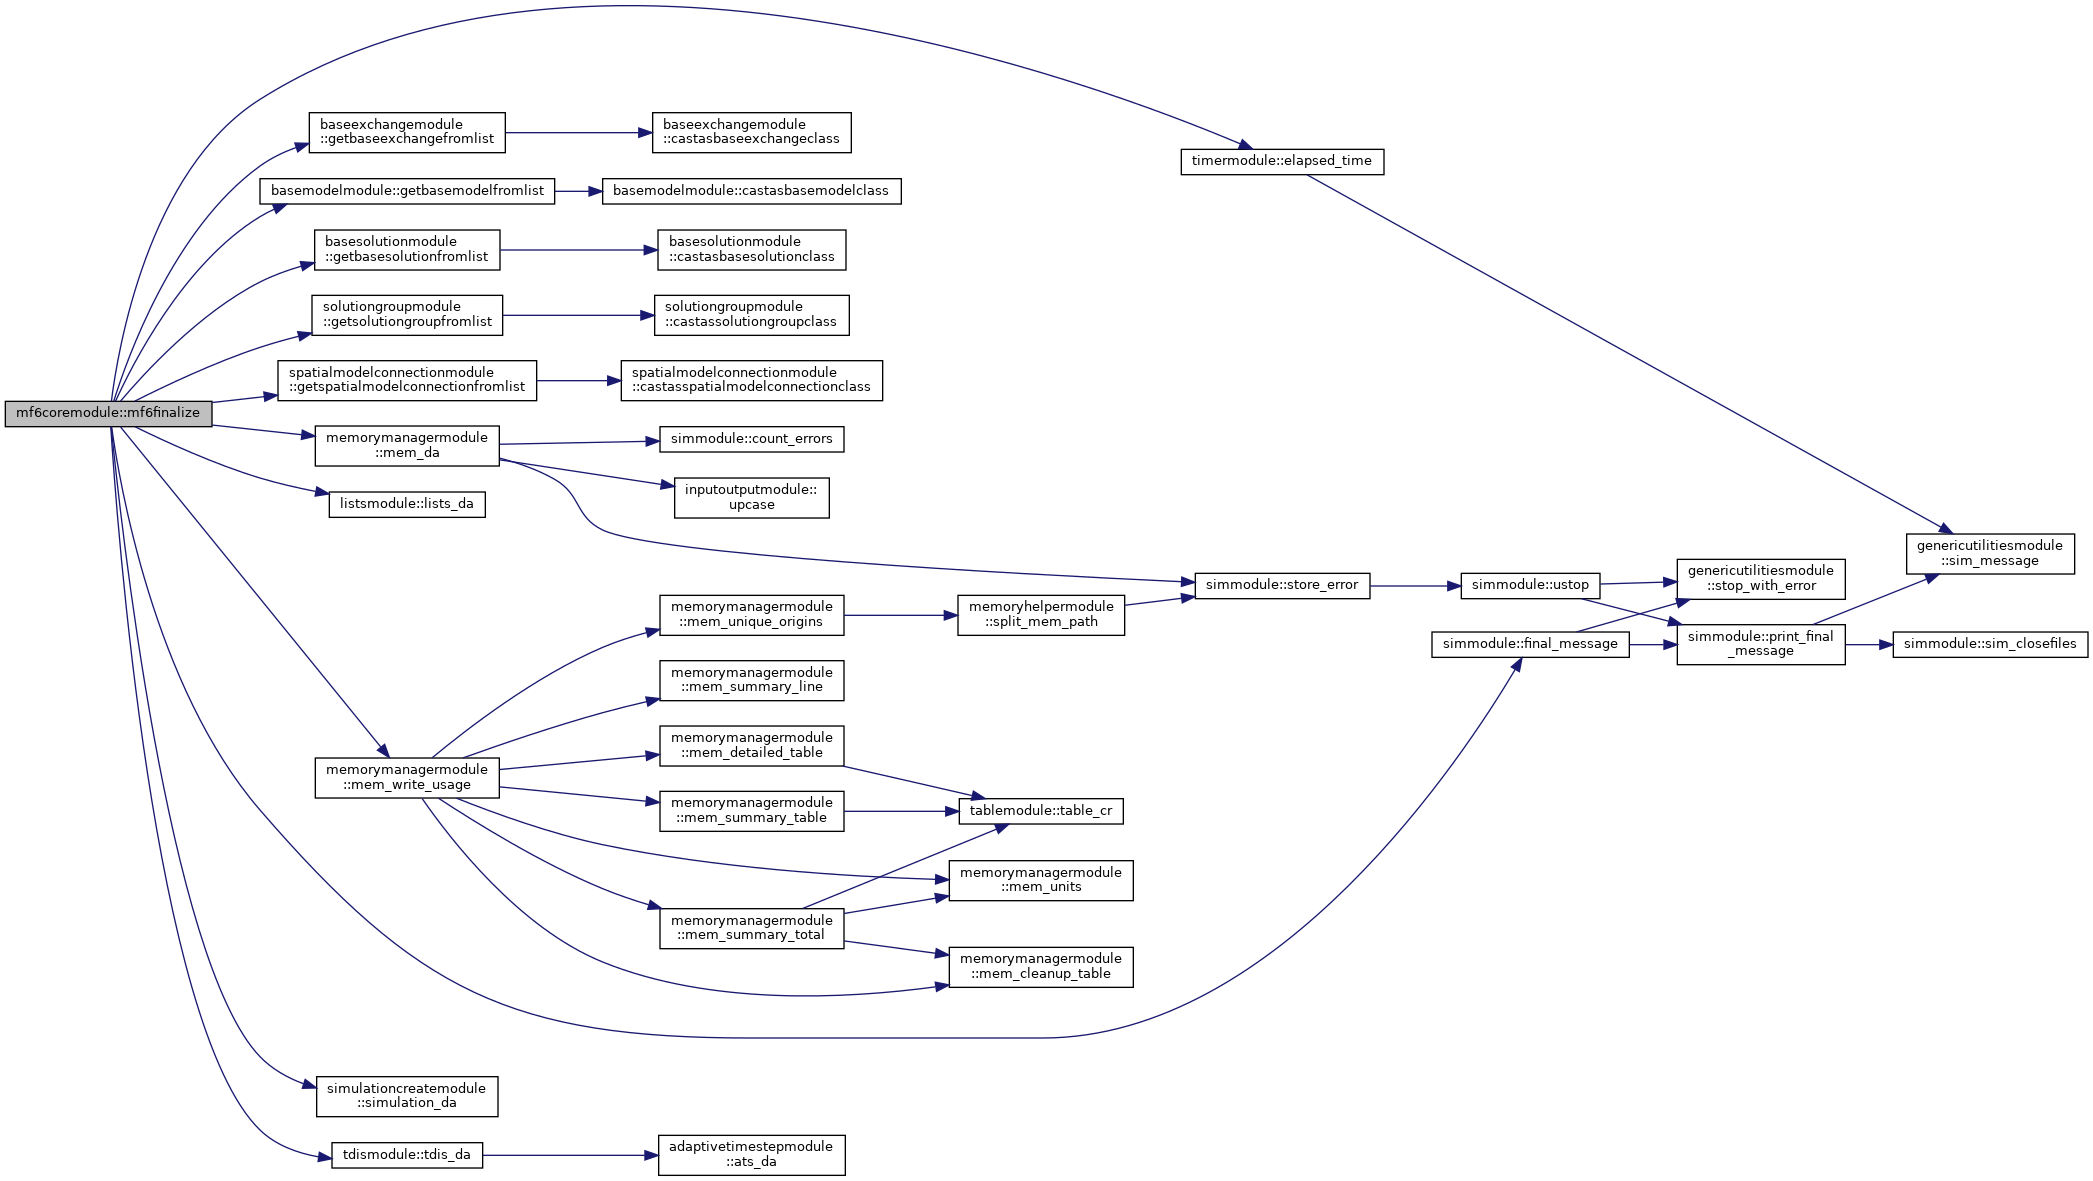 mf6coremodule::mf6finalize
baseexchangemodule
::getbaseexchangefromlist
baseexchangemodule
::castasbaseexchangeclass
basemodelmodule::getbasemodelfromlist
basemodelmodule::castasbasemodelclass
basesolutionmodule
::getbasesolutionfromlist
basesolutionmodule
::castasbasesolutionclass
solutiongroupmodule
::getsolutiongroupfromlist
solutiongroupmodule
::castassolutiongroupclass
spatialmodelconnectionmodule
::getspatialmodelconnectionfromlist
spatialmodelconnectionmodule
::castasspatialmodelconnectionclass
memorymanagermodule
::mem_da
simmodule::count_errors
inputoutputmodule::
upcase
listsmodule::lists_da
memorymanagermodule
::mem_write_usage
memorymanagermodule
::mem_unique_origins
memorymanagermodule
::mem_summary_line
memorymanagermodule
::mem_detailed_table
memorymanagermodule
::mem_summary_table
memorymanagermodule
::mem_summary_total
memoryhelpermodule
::split_mem_path
tablemodule::table_cr
memorymanagermodule
::mem_units
memorymanagermodule
::mem_cleanup_table
simulationcreatemodule
::simulation_da
tdismodule::tdis_da
adaptivetimestepmodule
::ats_da
timermodule::elapsed_time
simmodule::store_error
simmodule::ustop
simmodule::final_message
genericutilitiesmodule
::stop_with_error
simmodule::print_final
_message
genericutilitiesmodule
::sim_message
simmodule::sim_closefiles